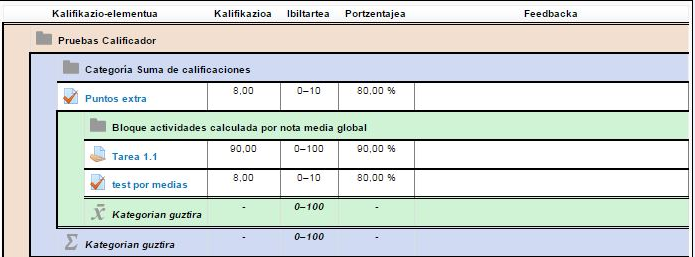 Kalifikazio-elementua Kalifikazioa Ibiltartea Portzentajea Feedbacka
Pruebas Calificador
Categoria Suma de calificaciones
Puntos extra 8,00 0–10 80,00 %
Bloque actividades calculada por nota media global
Tarea 1.1 90,00 0–100 90,00 %
test por medias 8,00 0–10 80,00 %
x̄ Kategorian guztira - 0–100 -
Σ Kategorian guztira - 0–100 -